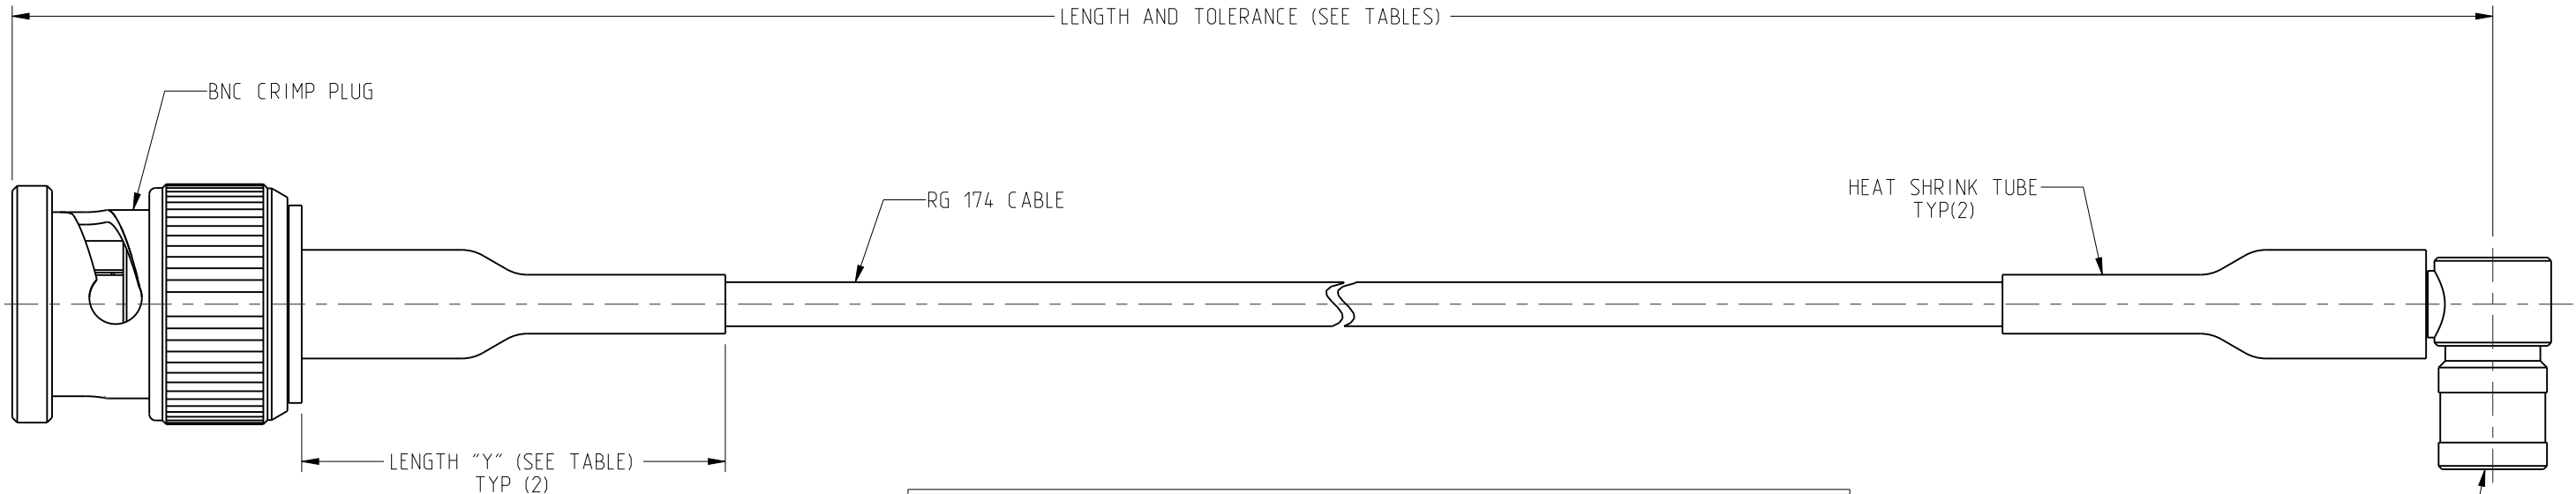 LENGTH AND TOLERANCE (SEE TABLES)
BNC CRIMP PLUG
RG 174 CABLE
HEAT SHRINK TUBE
TYP(2)
LENGTH "Y" (SEE TABLE)
TYP (2)